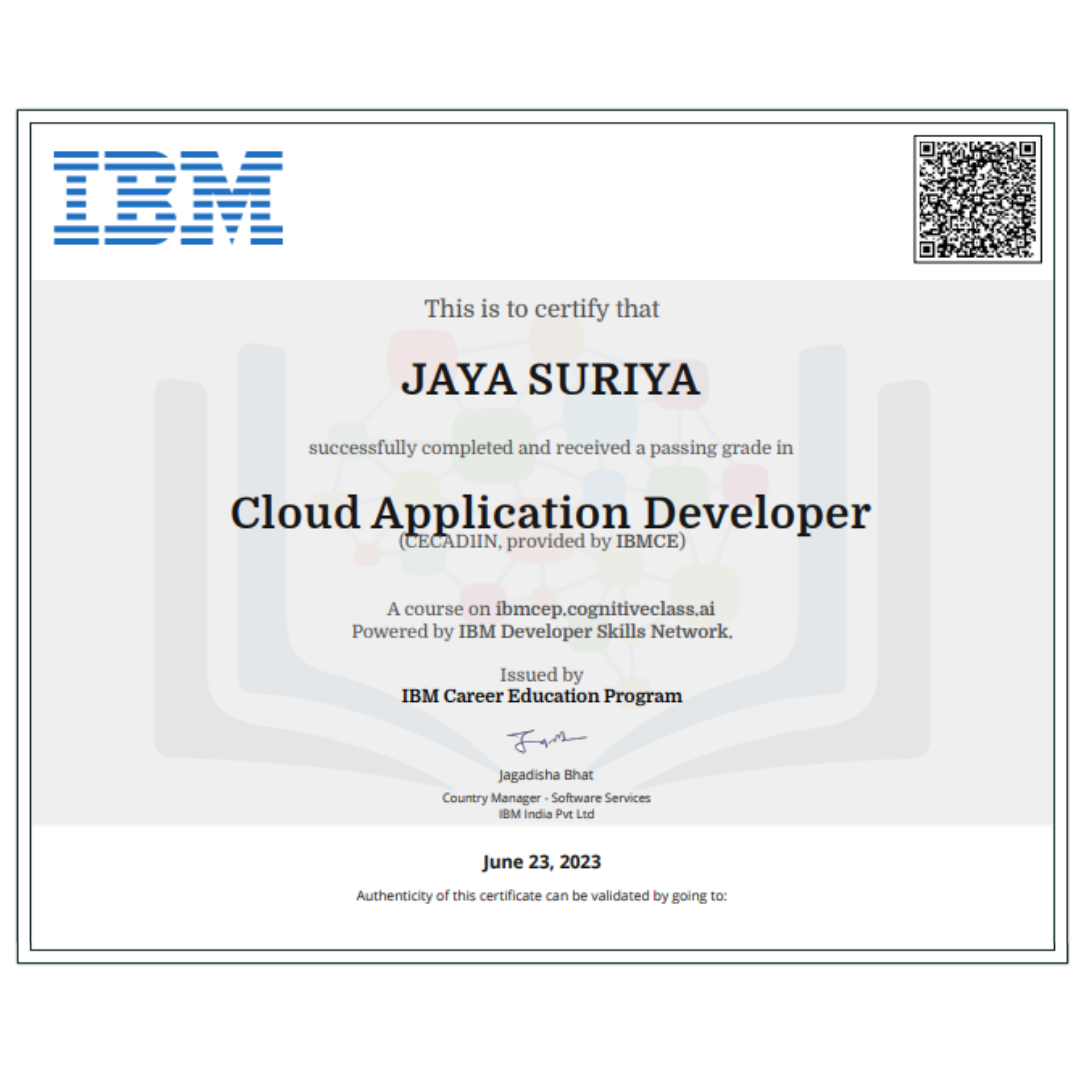 IBM
This is to certify that
JAYA SURIYA
successfully completed and received a passing grade in
Cloud Application Developer
(CECAD1IN, provided by IBMCE)
A course on ibmcep.cognitiveclass.ai
Powered by IBM Developer Skills Network.
Issued by
IBM Career Education Program
Jagadisha Bhat
Country Manager - Software Services
IBM India Pvt Ltd
June 23, 2023
Authenticity of this certificate can be validated by going to: